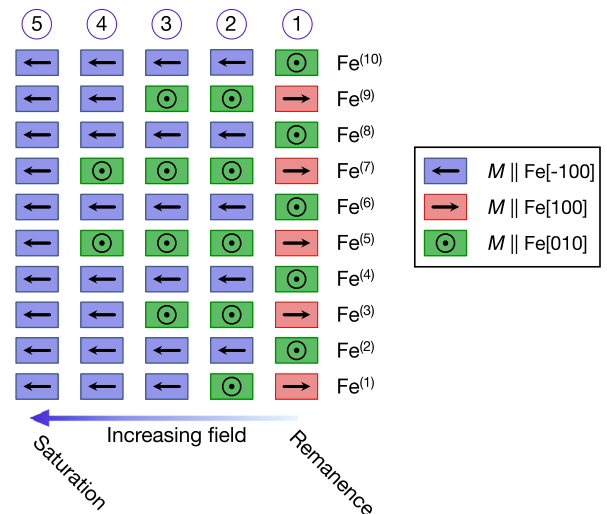 5 4 3 2 1
Fe(10)
Fe(9)
Fe(8)
Fe(7)
Fe(6)
Fe(5)
Fe(4)
Fe(3)
Fe(2)
Fe(1)
M || Fe[-100]
M || Fe[100]
M || Fe[010]
Increasing field
Saturation
Remanence